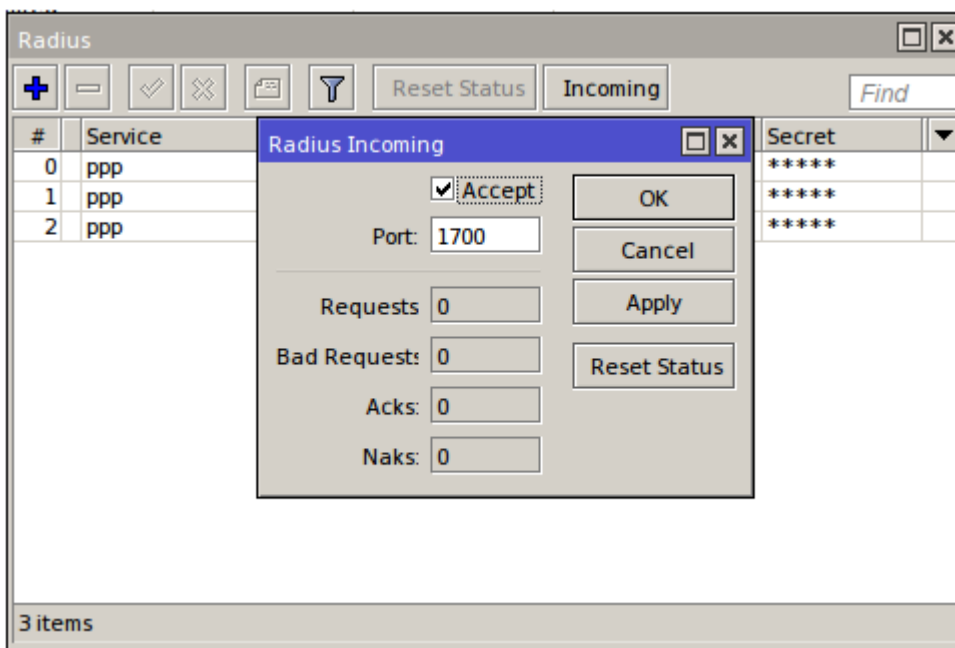 Radius
Reset Status Incoming Find
# Service Secret
0 ppp *****
1 ppp *****
2 ppp *****
3 items
Radius Incoming
Accept
Port: 1700
Requests 0
Bad Requests 0
Acks: 0
Naks: 0
OK
Cancel
Apply
Reset Status